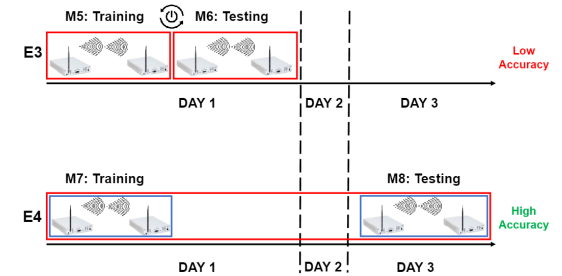 M5: Training M6: Testing
E3
Low
Accuracy
DAY 1 DAY 2 DAY 3
M7: Training M8: Testing
E4
High
Accuracy
DAY 1 DAY 2 DAY 3